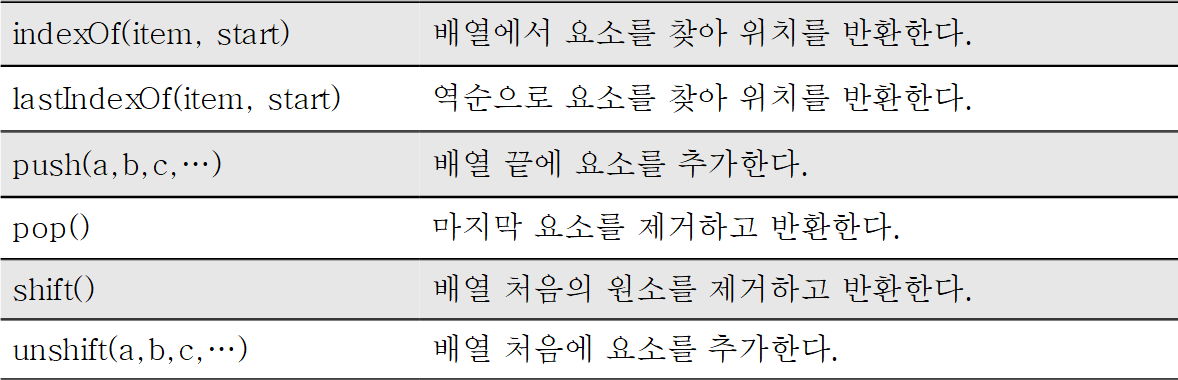 indexOf(item, start) 배열에서 요소를 찾아 위치를 반환한다.
lastIndexOf(item, start) 역순으로 요소를 찾아 위치를 반환한다.
push(a,b,c,…) 배열 끝에 요소를 추가한다.
pop() 마지막 요소를 제거하고 반환한다.
shift() 배열 처음의 원소를 제거하고 반환한다.
unshift(a,b,c,…) 배열 처음에 요소를 추가한다.